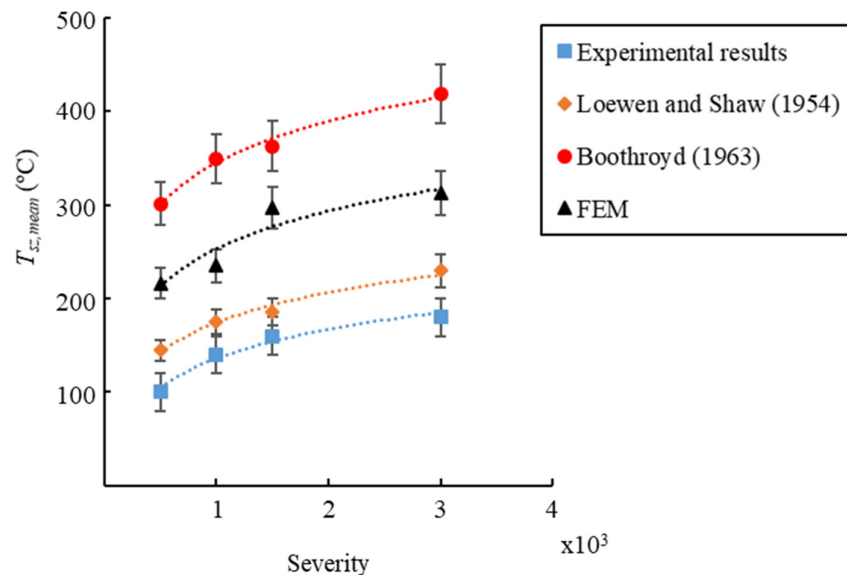 500
400
300
200
100
T_sz,mean (ºC)
1
2
3
4
x10³
Severity
Experimental results
Loewen and Shaw (1954)
Boothroyd (1963)
FEM